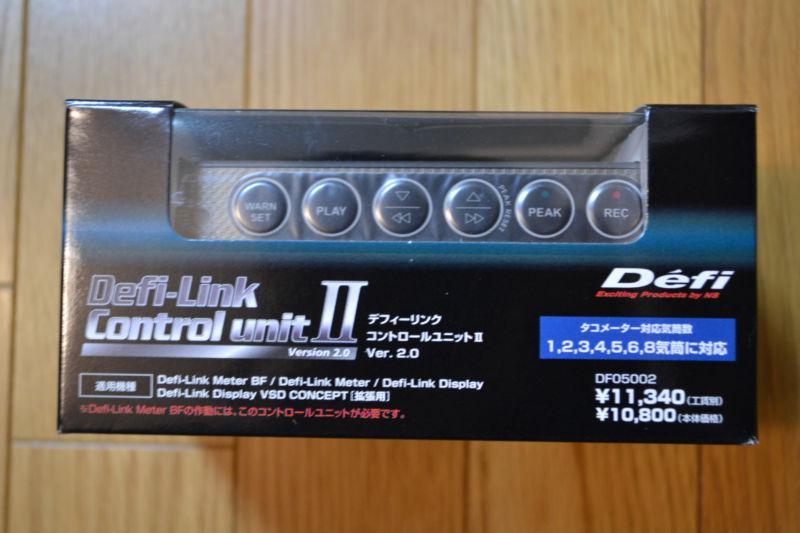 WARN SET
PLAY
PEAK RESET
PEAK
REC
Defi-Link
Control unit II
Version 2.0
デフィーリンク
コントロールユニットII
Ver. 2.0
Défi
Exciting Products by NS
タコメーター対応気筒数
1,2,3,4,5,6,8気筒に対応
適用機種
Defi-Link Meter BF / Defi-Link Meter / Defi-Link Display
Defi-Link Display VSD CONCEPT [拡張用]
※Defi-Link Meter BFの作動には、このコントロールユニットが必要です。
DF05002
¥11,340(工賃別)
¥10,800(本体価格)